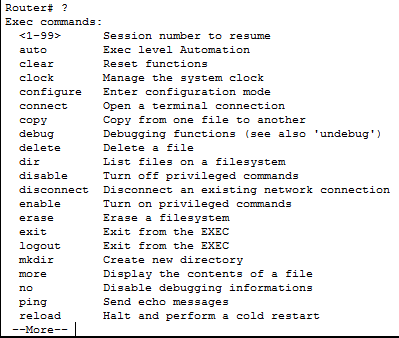 Router# ?
Exec commands:
<1-99> Session number to resume
auto Exec level Automation
clear Reset functions
clock Manage the system clock
configure Enter configuration mode
connect Open a terminal connection
copy Copy from one file to another
debug Debugging functions (see also 'undebug')
delete Delete a file
dir List files on a filesystem
disable Turn off privileged commands
disconnect Disconnect an existing network connection
enable Turn on privileged commands
erase Erase a filesystem
exit Exit from the EXEC
logout Exit from the EXEC
mkdir Create new directory
more Display the contents of a file
no Disable debugging informations
ping Send echo messages
reload Halt and perform a cold restart
--More--